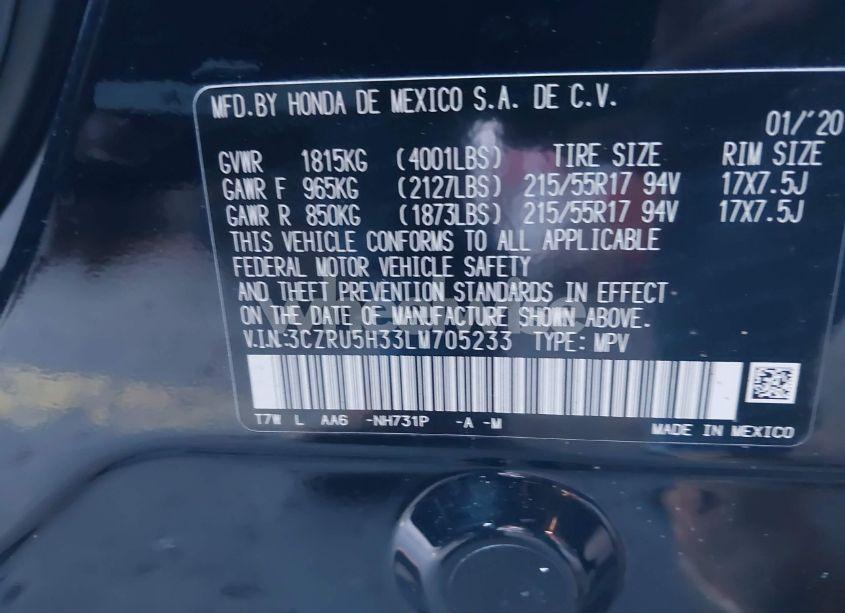 MFD.BY HONDA DE MEXICO S.A. DE C.V.
01/'20
GVWR 1815KG (4001LBS) TIRE SIZE RIM SIZE
GAWR F 965KG (2127LBS) 215/55R17 94V 17X7.5J
GAWR R 850KG (1873LBS) 215/55R17 94V 17X7.5J
THIS VEHICLE CONFORMS TO ALL APPLICABLE
FEDERAL MOTOR VEHICLE SAFETY
AND THEFT PREVENTION STANDARDS IN EFFECT
ON THE DATE OF MANUFACTURE SHOWN ABOVE.
V.I.N:3CZRU5H33LM705233 TYPE: MPV
T7W L AA6 -NH731P -A -M
MADE IN MEXICO